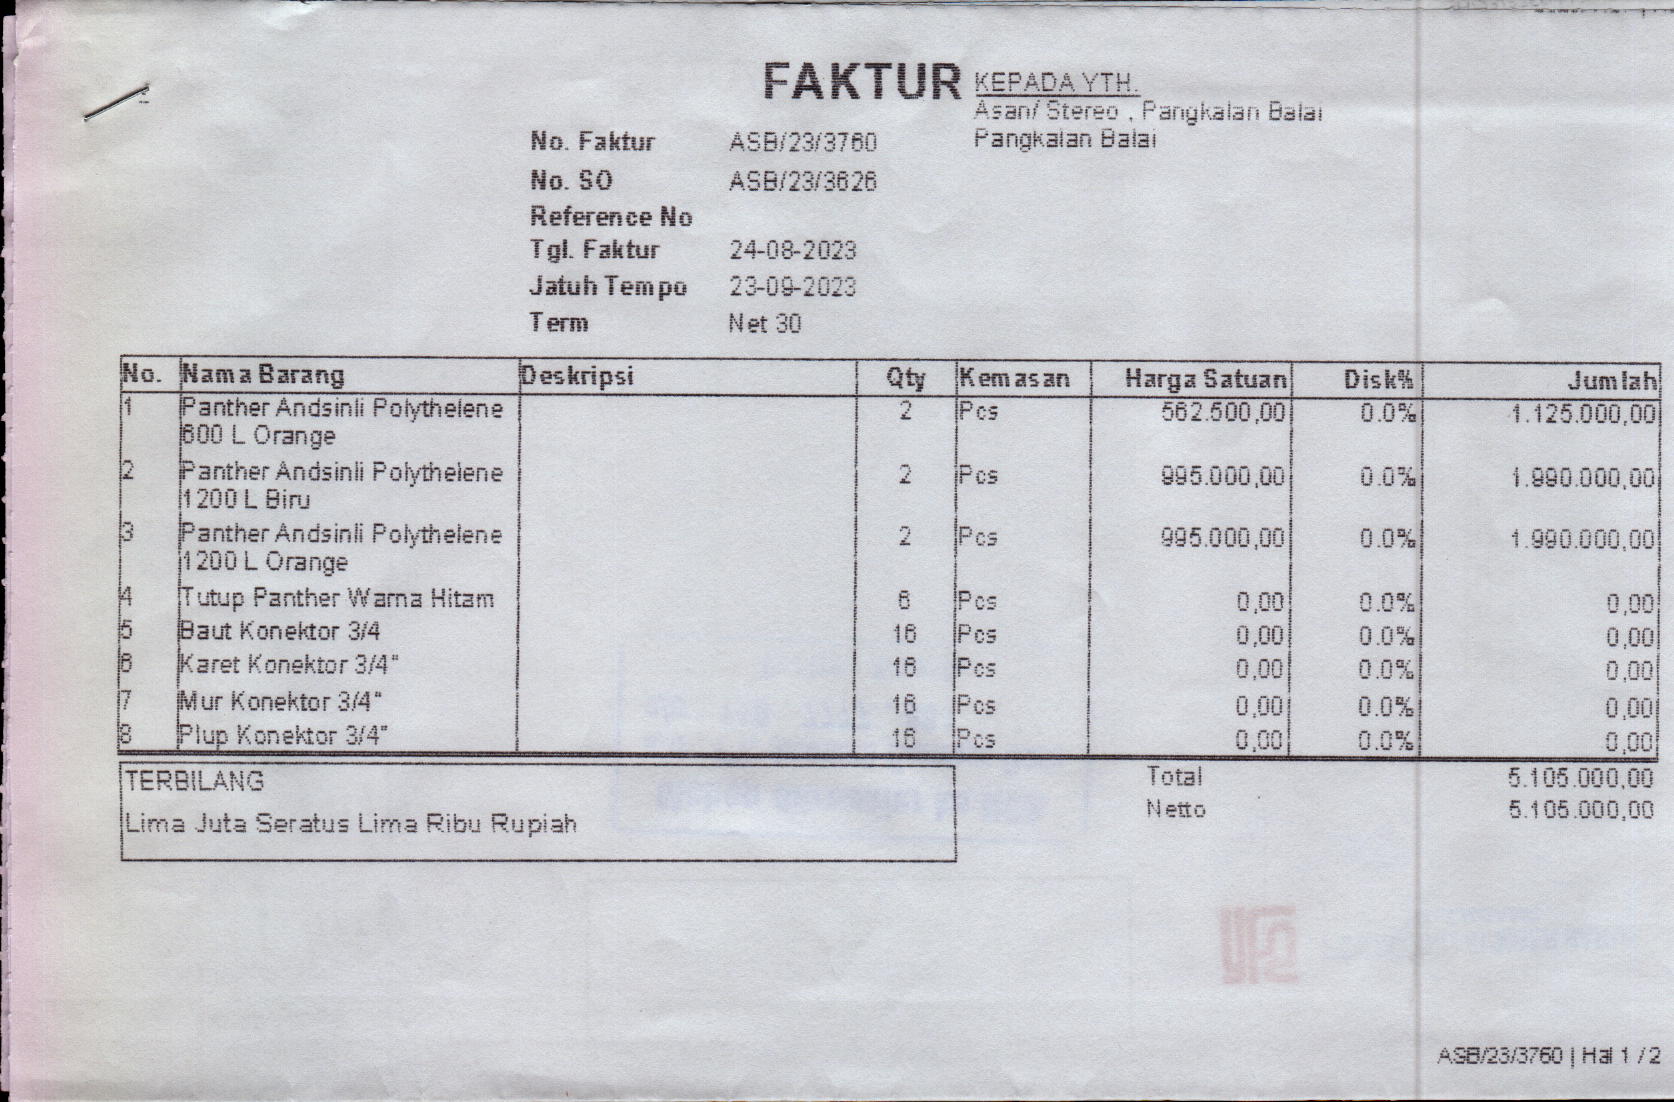 FAKTUR
KEPADA YTH.
Asan/ Stereo , Pangkalan Balai
Pangkalan Balai
No. Faktur ASB/23/3760
No. SO ASB/23/3626
Reference No
Tgl. Faktur 24-08-2023
Jatuh Tempo 23-09-2023
Term Net 30
No. Nama Barang Deskripsi Qty Kemasan Harga Satuan Disk% Jumlah
1 Panther Andsinli Polythelene 2 Pcs 562.500,00 0.0% 1.125.000,00
600 L Orange
2 Panther Andsinli Polythelene 2 Pcs 995.000,00 0.0% 1.990.000,00
1200 L Biru
3 Panther Andsinli Polythelene 2 Pcs 995.000,00 0.0% 1.990.000,00
1200 L Orange
4 Tutup Panther Warna Hitam 6 Pcs 0,00 0.0% 0,00
5 Baut Konektor 3/4 16 Pcs 0,00 0.0% 0,00
6 Karet Konektor 3/4" 16 Pcs 0,00 0.0% 0,00
7 Mur Konektor 3/4" 16 Pcs 0,00 0.0% 0,00
8 Plup Konektor 3/4" 16 Pcs 0,00 0.0% 0,00
TERBILANG
Lima Juta Seratus Lima Ribu Rupiah
Total 5.105.000,00
Netto 5.105.000,00
ASB/23/3760 | Hal 1 / 2